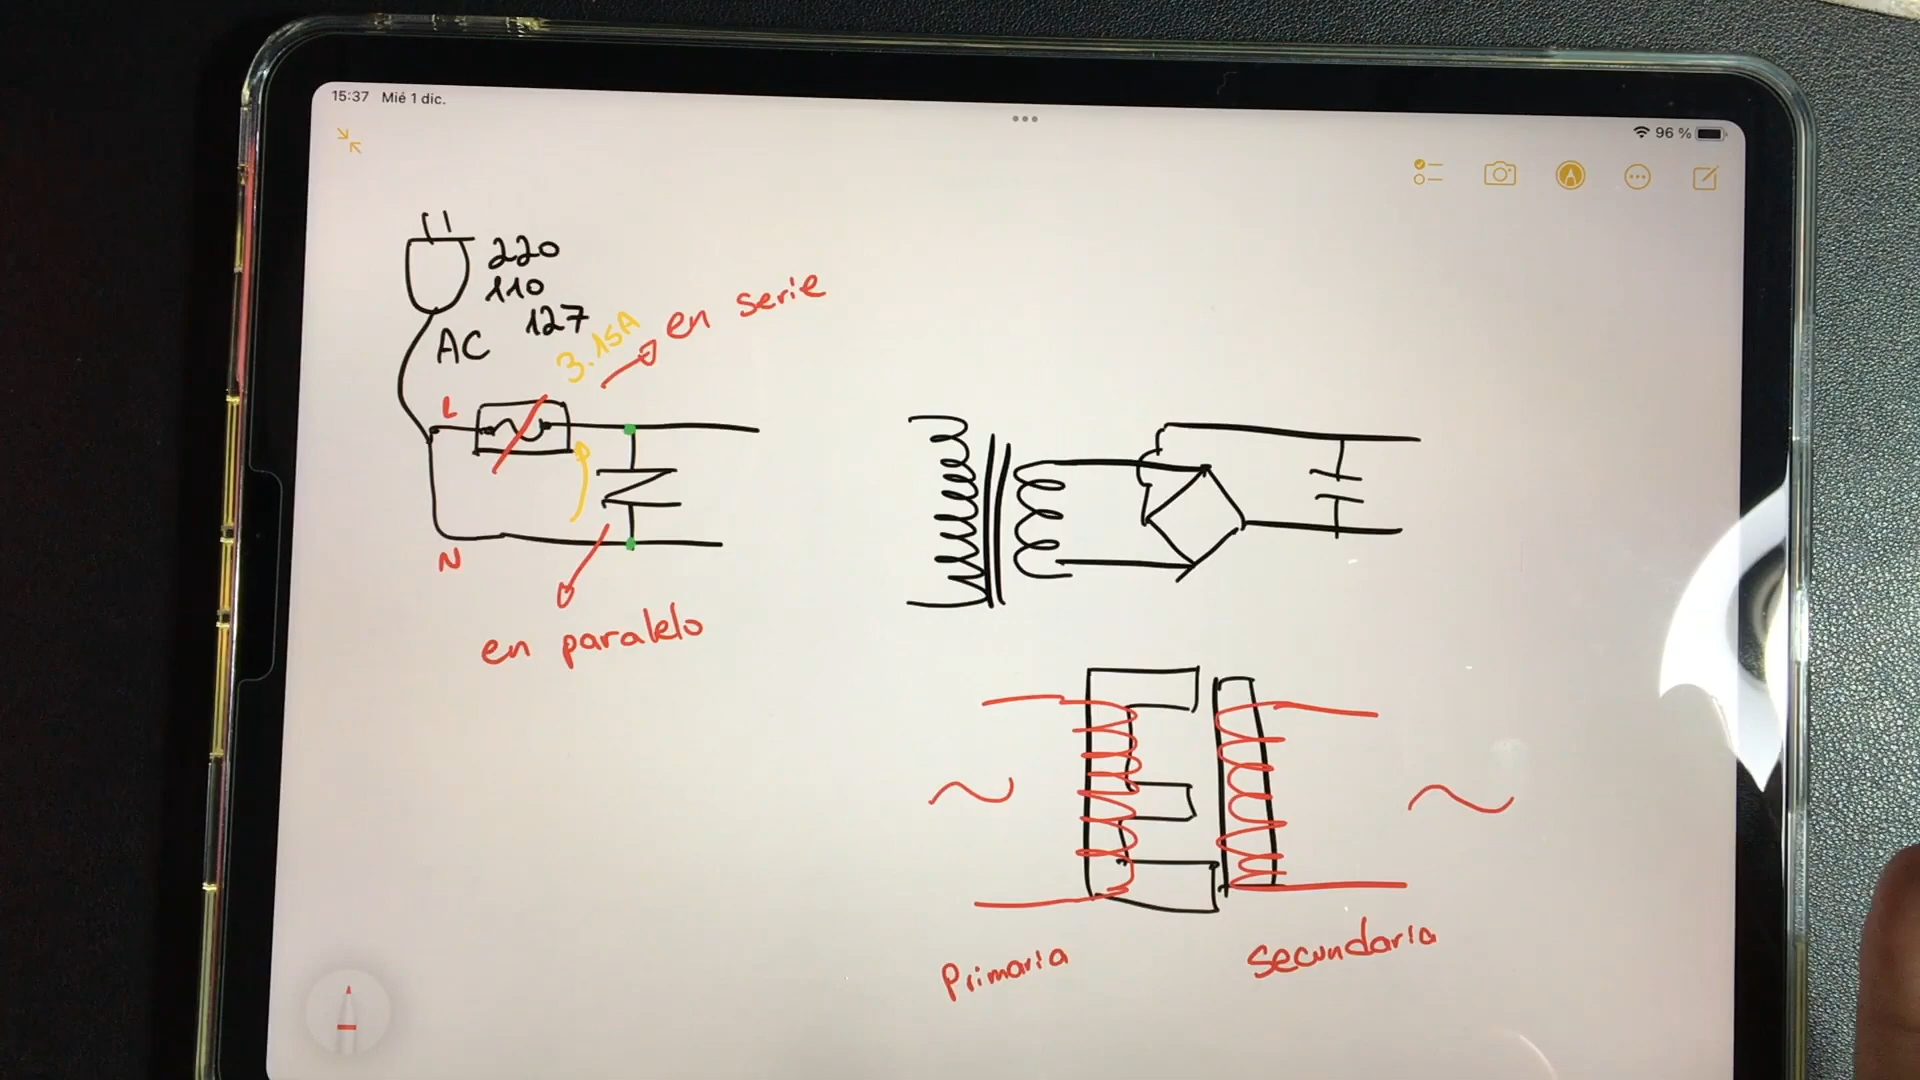 15:37 Mié 1 dic.
96 %
220
110
127
AC
3.15A
en serie
L
N
en paralelo
Primaria
Secundaria